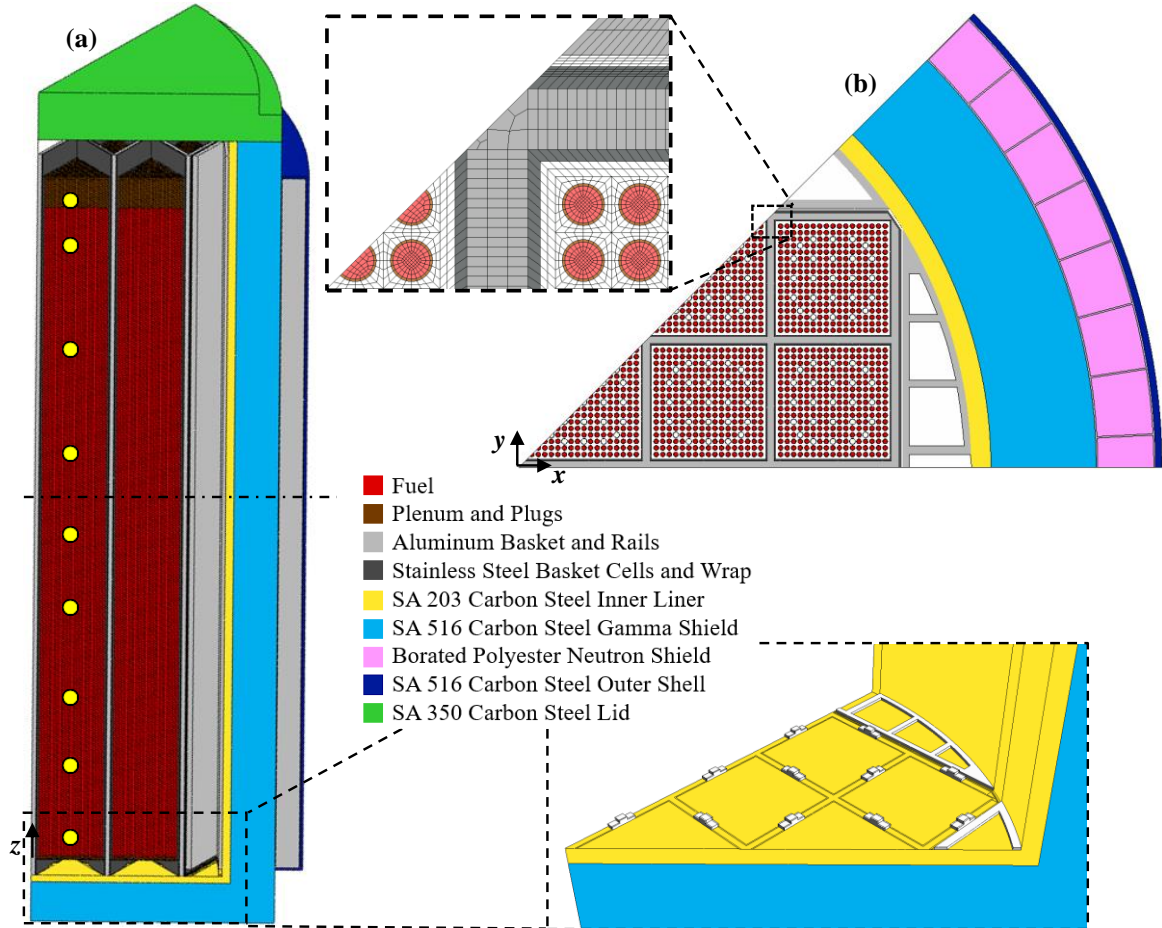 (a)
(b)
y
x
Fuel
Plenum and Plugs
Aluminum Basket and Rails
Stainless Steel Basket Cells and Wrap
SA 203 Carbon Steel Inner Liner
SA 516 Carbon Steel Gamma Shield
Borated Polyester Neutron Shield
SA 516 Carbon Steel Outer Shell
SA 350 Carbon Steel Lid
z